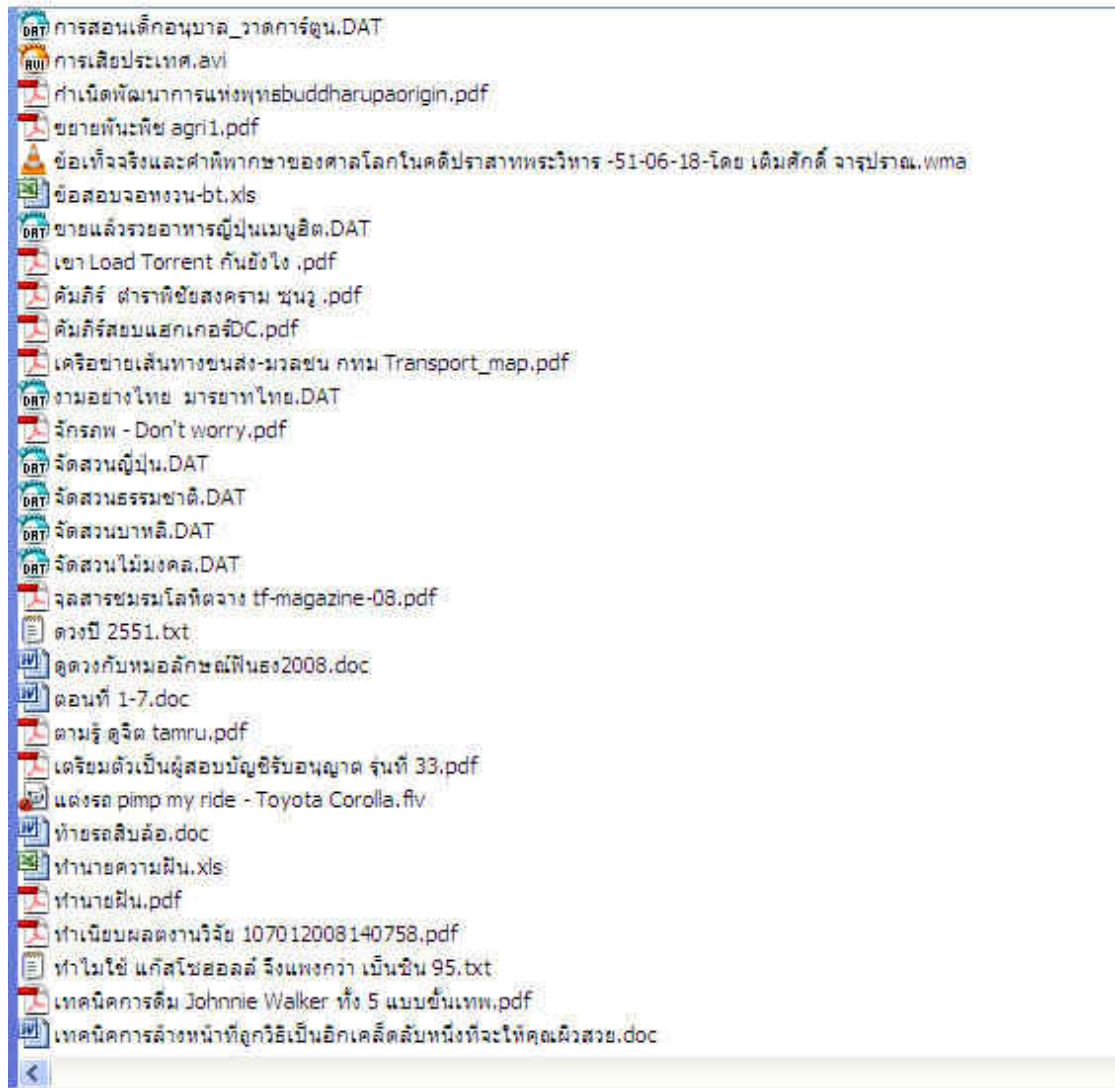 การสอนเด็กอนุบาล_วาดการ์ตูน.DAT
การเสียประเทศ.avi
กำเนิดพัฒนาการแห่งพุทธbuddharupaorigin.pdf
ขยายพันะพืช agri1.pdf
ข้อเท็จจริงและคำพิพากษาของศาลโลกในคดีปราสาทพระวิหาร -51-06-18-โดย เติมศักดิ์ จารุปราณ.wma
ข้อสอบจอหงวน-bt.xls
ขายแล้วรวยอาหารญี่ปุ่นเมนูฮิต.DAT
เขา Load Torrent กันยังไง .pdf
คัมภีร์ ตำราพิชัยสงคราม ซุนวู .pdf
คัมภีร์สยบแฮกเกอร์DC.pdf
เครือข่ายเส้นทางขนส่ง-มวลชน กทม Transport_map.pdf
งามอย่างไทย มารยาทไทย.DAT
จักรภพ - Don't worry.pdf
จัดสวนญี่ปุ่น.DAT
จัดสวนธรรมชาติ.DAT
จัดสวนบาหลี.DAT
จัดสวนไม้มงคล.DAT
จุลสารชมรมโลหิตจาง tf-magazine-08.pdf
ดวงปี 2551.txt
ดูดวงกับหมอลักษณ์ฟันธง2008.doc
ตอนที่ 1-7.doc
ตามรู้ ดูจิต tamru.pdf
เตรียมตัวเป็นผู้สอบบัญชีรับอนุญาต รุ่นที่ 33.pdf
แต่งรถ pimp my ride - Toyota Corolla.flv
ท้ายรถสิบล้อ.doc
ทำนายความฝัน.xls
ทำนายฝัน.pdf
ทำเนียบผลตงานวิจัย 107012008140758.pdf
ทำไมใช้ แก๊สโซฮอลล์ จึงแพงกว่า เบ็นซิน 95.txt
เทคนิคการดื่ม Johnnie Walker ทั้ง 5 แบบขั้นเทพ.pdf
เทคนิคการล้างหน้าที่ถูกวิธีเป็นอีกเคล็ดลับหนึ่งที่จะให้คุณผิวสวย.doc